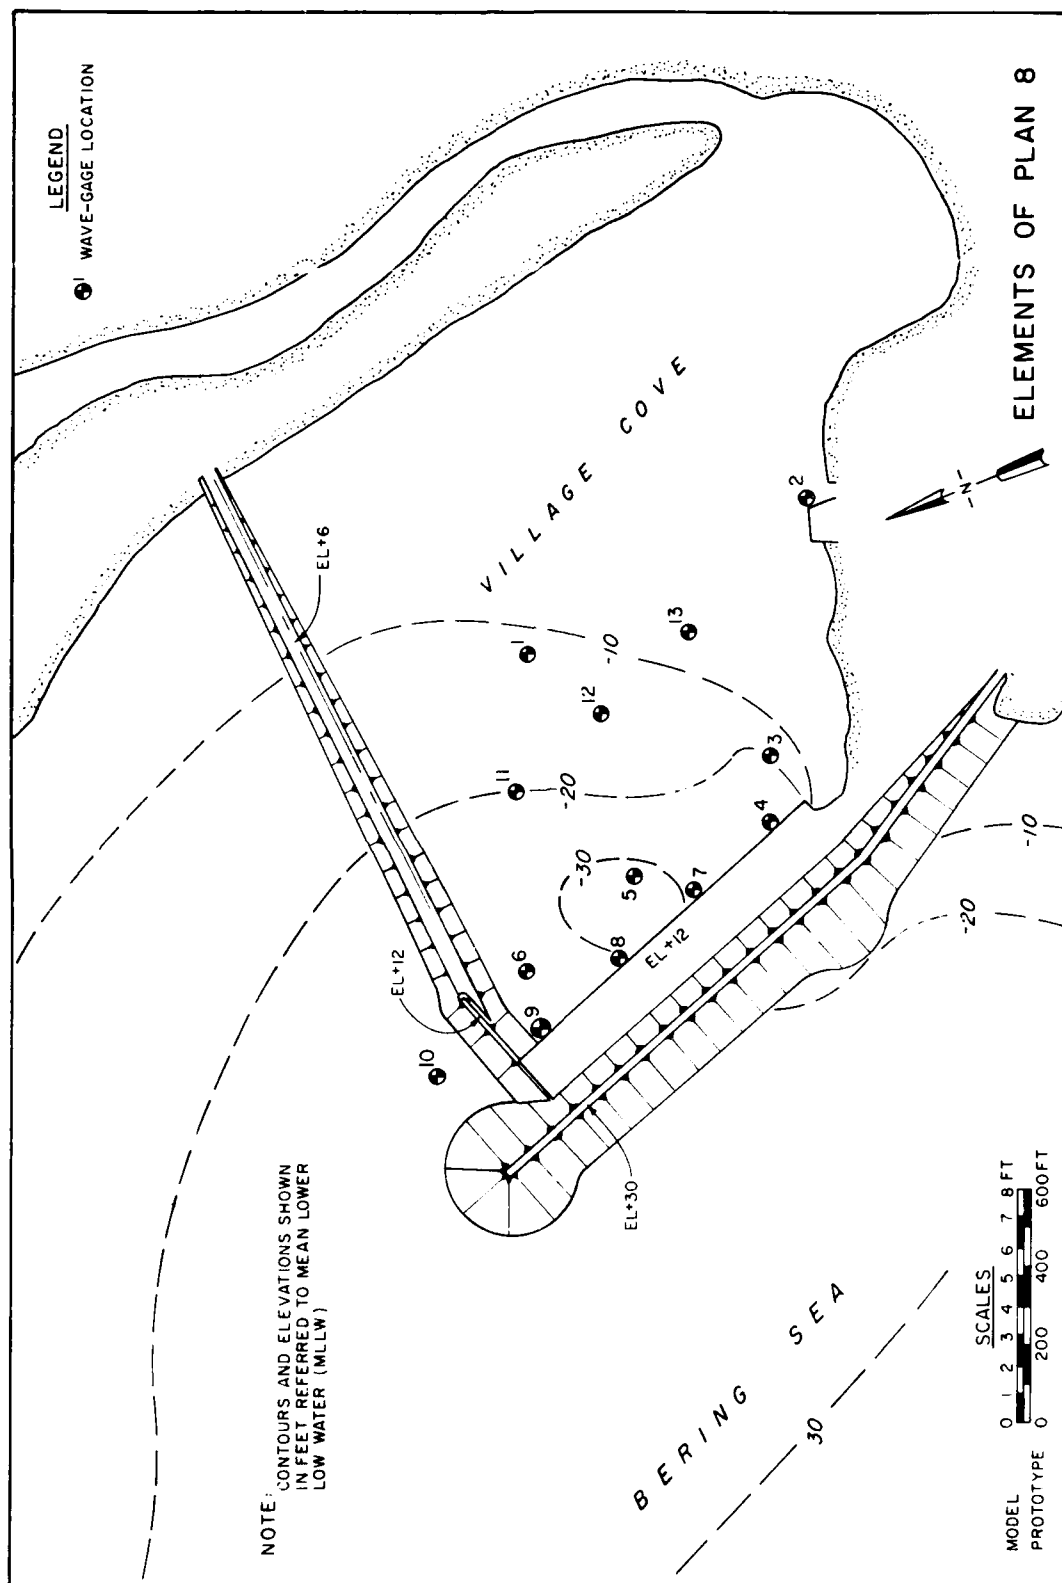 LEGEND
1 WAVE-GAGE LOCATION
NOTE: CONTOURS AND ELEVATIONS SHOWN
IN FEET REFERRED TO MEAN LOWER
LOW WATER (MLLW)
EL+6
EL+12
10
9
6
11
1
-10
-20
12
13
-30
5
8
7
4
3
2
EL+12
EL+30
VILLAGE COVE
-10
-20
BERING SEA
30
-N-
SCALES
MODEL 0 1 2 3 4 5 6 7 8 FT
PROTOTYPE 0 200 400 600 FT
ELEMENTS OF PLAN 8